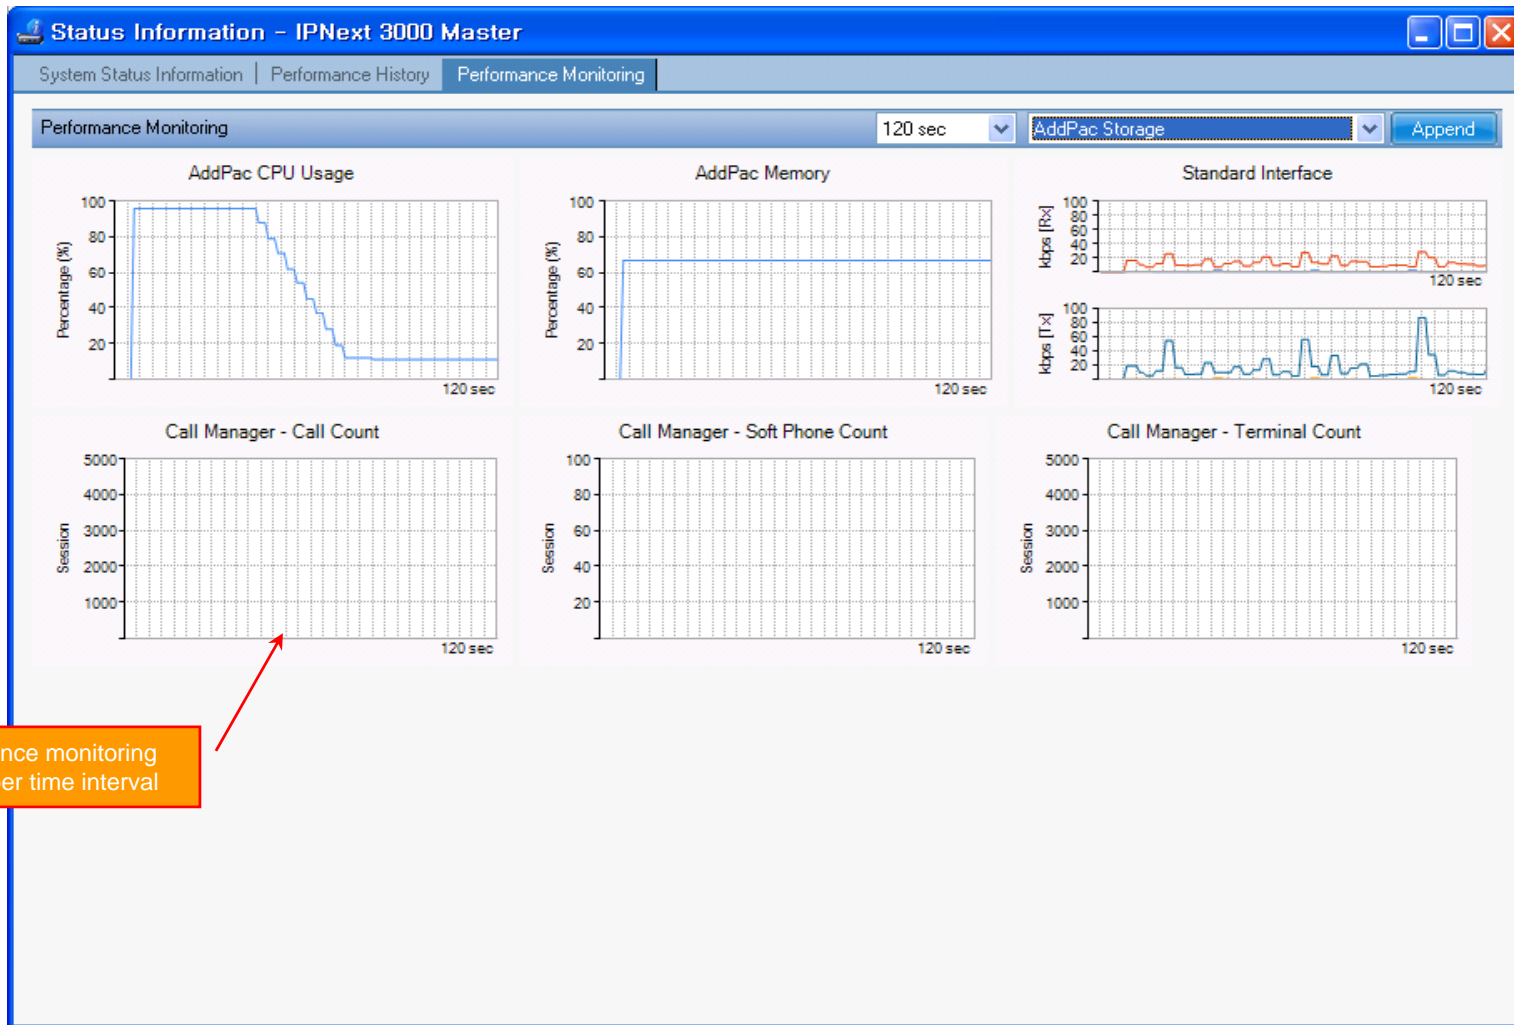 Status Information - IPNext 3000 Master
System Status Information | Performance History Performance Monitoring
Performance Monitoring 120 sec AddPac Storage Append
AddPac CPU Usage
Percentage (%)
100
80
60
40
20
120 sec
AddPac Memory
Percentage (%)
100
80
60
40
20
120 sec
Standard Interface
kbps [Rx]
100
80
60
40
20
120 sec
kbps [Tx]
100
80
60
40
20
120 sec
Call Manager - Call Count
Session
5000
4000
3000
2000
1000
120 sec
Call Manager - Soft Phone Count
Session
100
80
60
40
20
120 sec
Call Manager - Terminal Count
Session
5000
4000
3000
2000
1000
120 sec
nce monitoring
er time interval